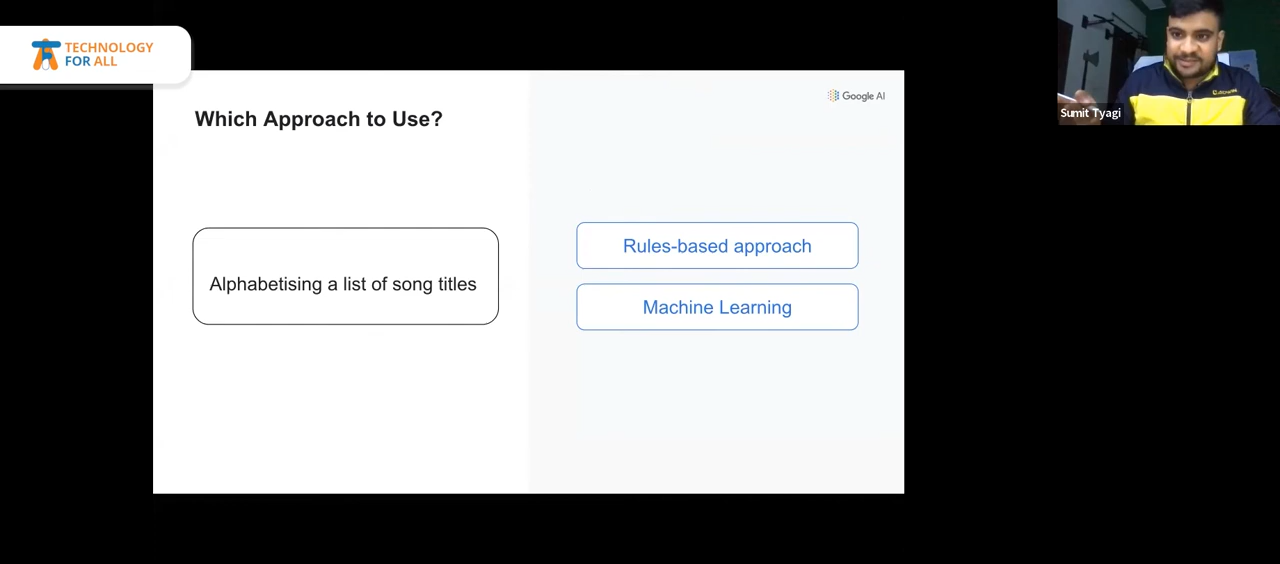 TECHNOLOGY
FOR ALL
Google AI
Which Approach to Use?
Alphabetising a list of song titles
Rules-based approach
Machine Learning
Sumit Tyagi